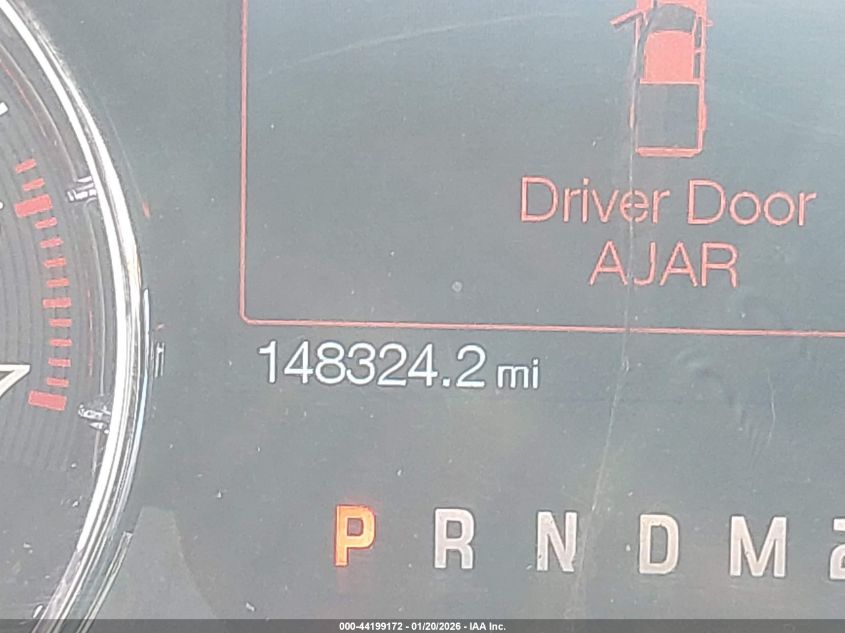 Driver Door
AJAR
148324.2 mi
P R N D M
000-44199172 - 01/20/2026 - IAA Inc.